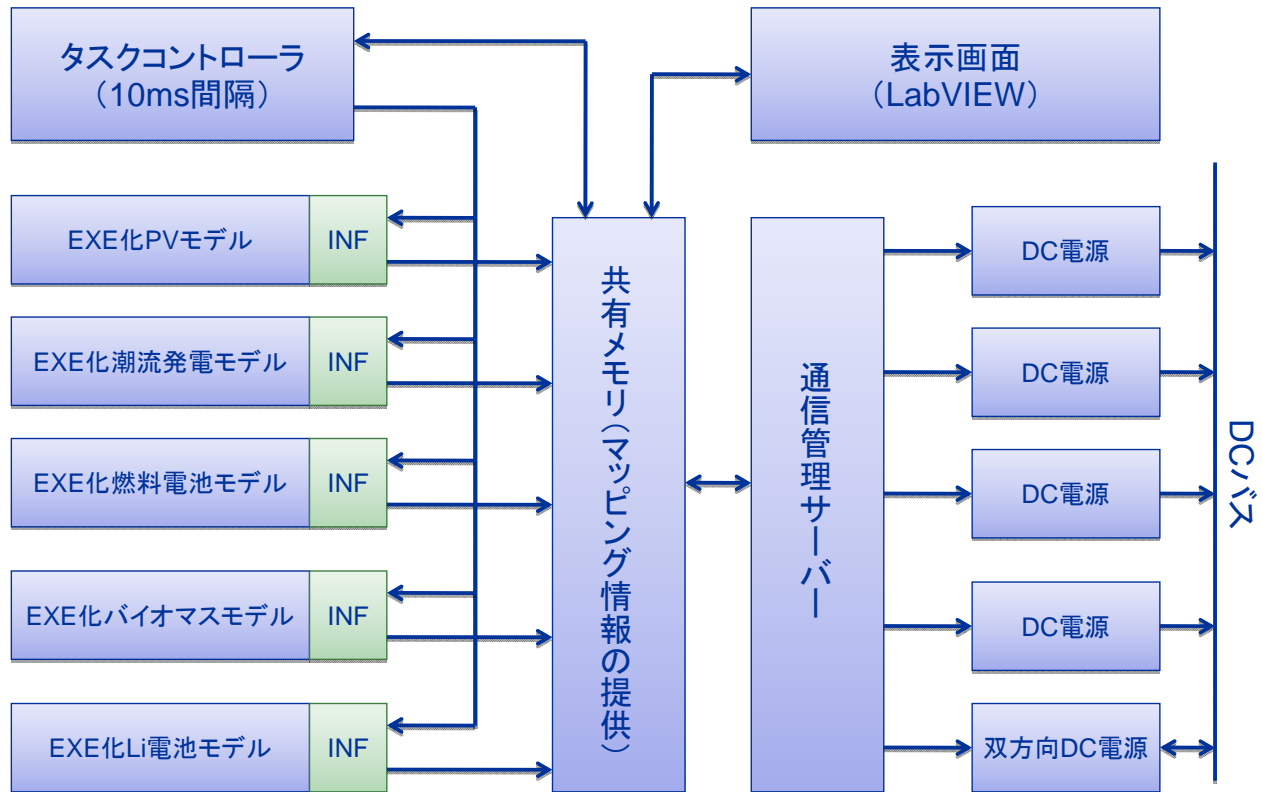 タスクコントローラ
（10ms間隔）
表示画面
（LabVIEW）
EXE化PVモデル
INF
EXE化潮流発電モデル
INF
EXE化燃料電池モデル
INF
EXE化バイオマスモデル
INF
EXE化Li電池モデル
INF
共有メモリ（マッピング情報の提供）
通信管理サーバー
DC電源
DC電源
DC電源
DC電源
双方向DC電源
DCバス